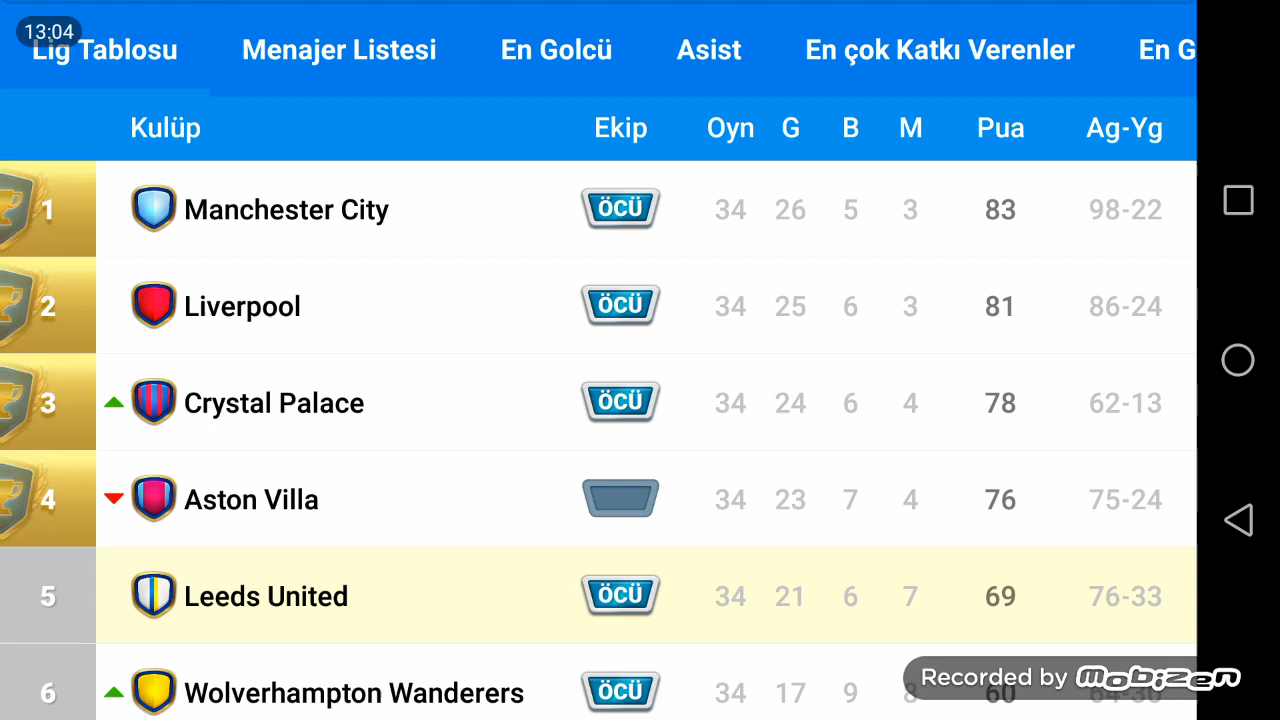 13:04
Lig Tablosu Menajer Listesi En Golcü Asist En çok Katkı Verenler En G
Kulüp Ekip Oyn G B M Pua Ag-Yg
1 Manchester City ÖCÜ 34 26 5 3 83 98-22
2 Liverpool ÖCÜ 34 25 6 3 81 86-24
3 Crystal Palace ÖCÜ 34 24 6 4 78 62-13
4 Aston Villa 34 23 7 4 76 75-24
5 Leeds United ÖCÜ 34 21 6 7 69 76-33
6 Wolverhampton Wanderers ÖCÜ 34 17 9 8 60
Recorded by mobizen